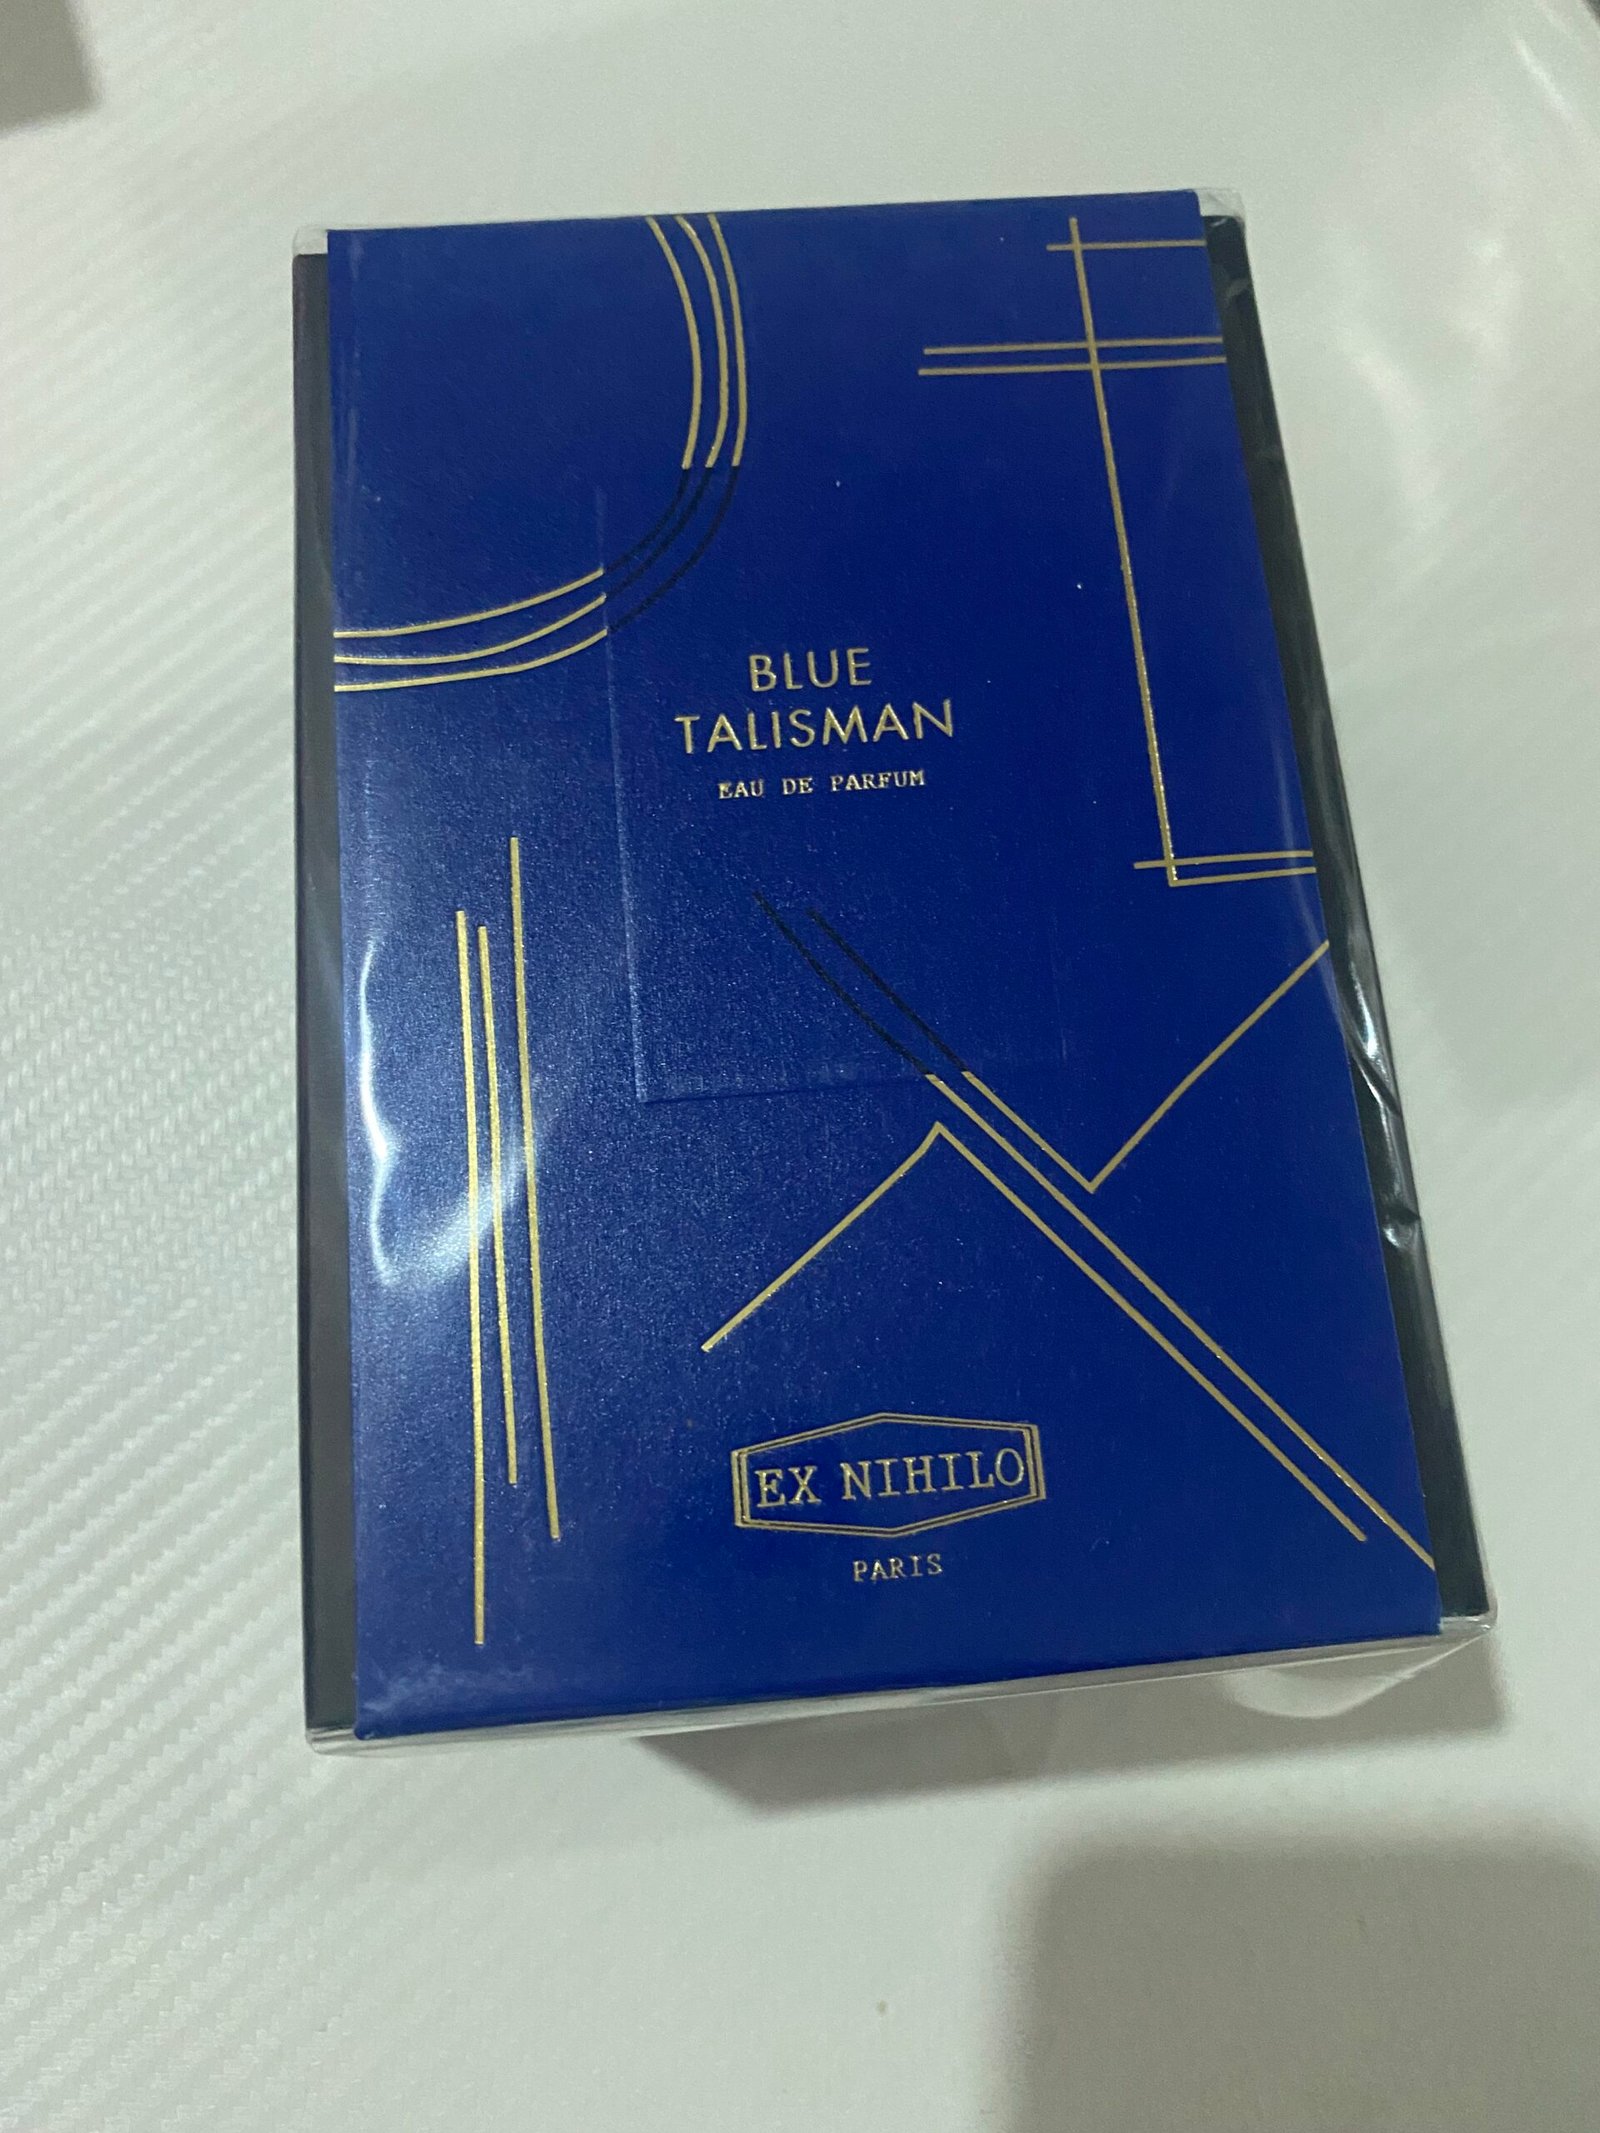 BLUE
TALISMAN
EAU DE PARFUM
EX NIHILO
PARIS